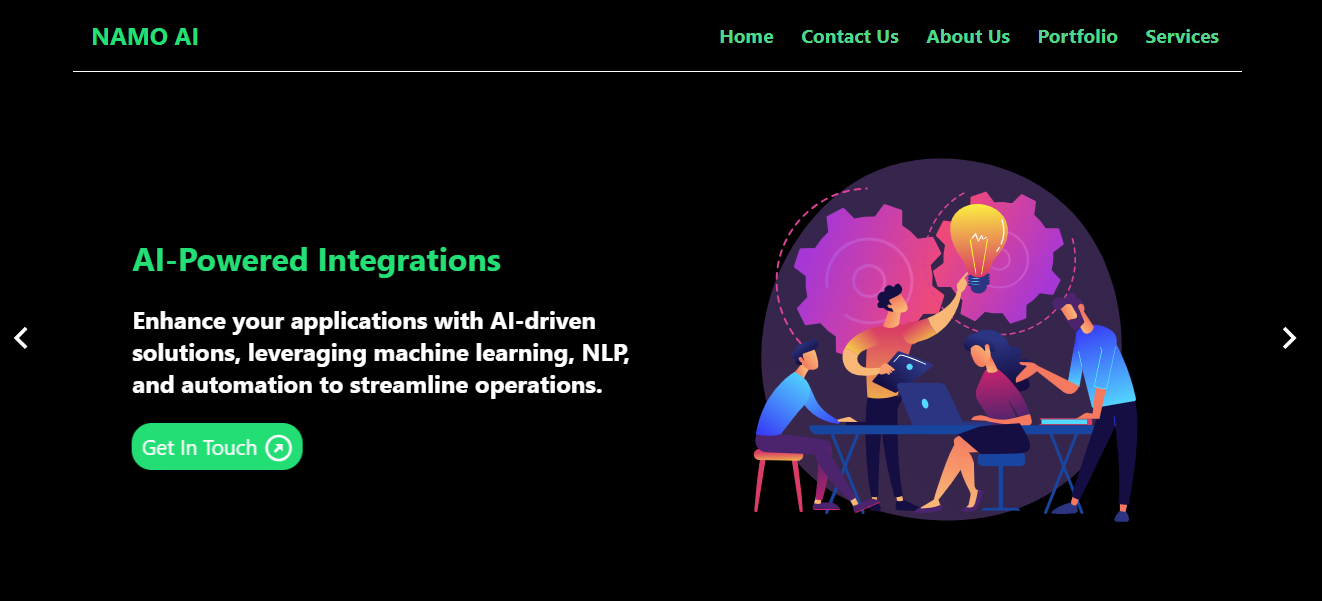 NAMO AI
Home Contact Us About Us Portfolio Services
AI-Powered Integrations
Enhance your applications with AI-driven
solutions, leveraging machine learning, NLP,
and automation to streamline operations.
Get In Touch